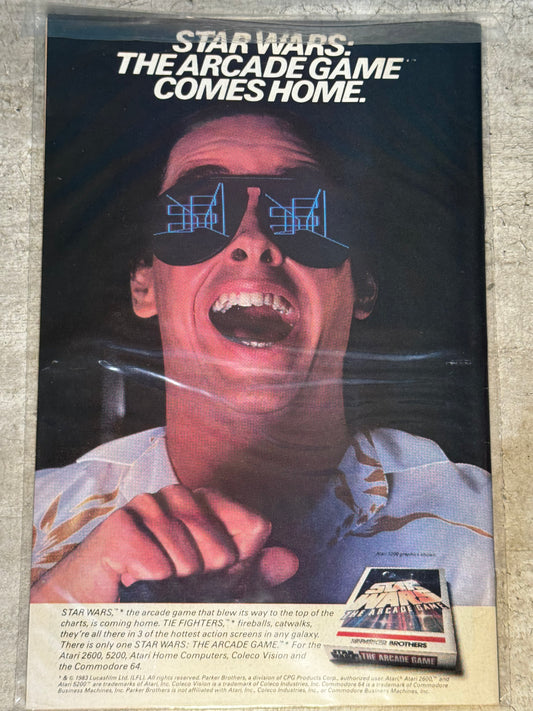 STAR WARS:
THE ARCADE GAME™
COMES HOME.
Atari 5200 graphics shown.
STAR WARS
THE ARCADE GAME
PARKER BROTHERS
STAR WARS: THE ARCADE GAME
STAR WARS,™* the arcade game that blew its way to the top of the
charts, is coming home. TIE FIGHTERS,™* fireballs, catwalks,
they're all there in 3 of the hottest action screens in any galaxy.
There is only one STAR WARS: THE ARCADE GAME.™* For the
Atari 2600, 5200, Atari Home Computers, Coleco Vision and
the Commodore 64.
* & © 1983 Lucasfilm Ltd. (LFL). All rights reserved. Parker Brothers, a division of CPG Products Corp., authorized user. Atari,® Atari 2600,™ and
Atari 5200™ are trademarks of Atari, Inc. Coleco Vision is a trademark of Coleco Industries, Inc. Commodore 64 is a trademark of Commodore
Business Machines, Inc. Parker Brothers is not affiliated with Atari, Inc., Coleco Industries, Inc., or Commodore Business Machines, Inc.